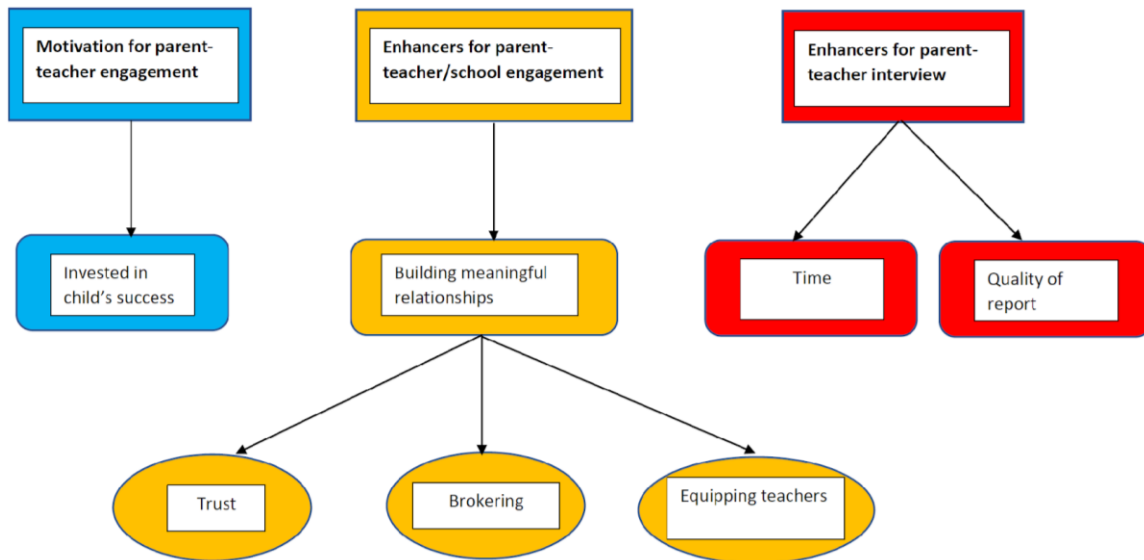 Motivation for parent-
teacher engagement
Enhancers for parent-
teacher/school engagement
Enhancers for parent-
teacher interview
Invested in
child’s success
Building meaningful
relationships
Time
Quality of
report
Trust
Brokering
Equipping teachers